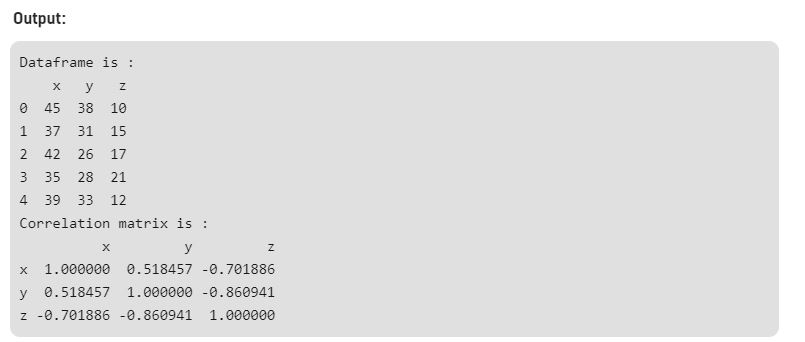 Output:
Dataframe is :
x y z
0 45 38 10
1 37 31 15
2 42 26 17
3 35 28 21
4 39 33 12
Correlation matrix is :
x y z
x 1.000000 0.518457 -0.701886
y 0.518457 1.000000 -0.860941
z -0.701886 -0.860941 1.000000